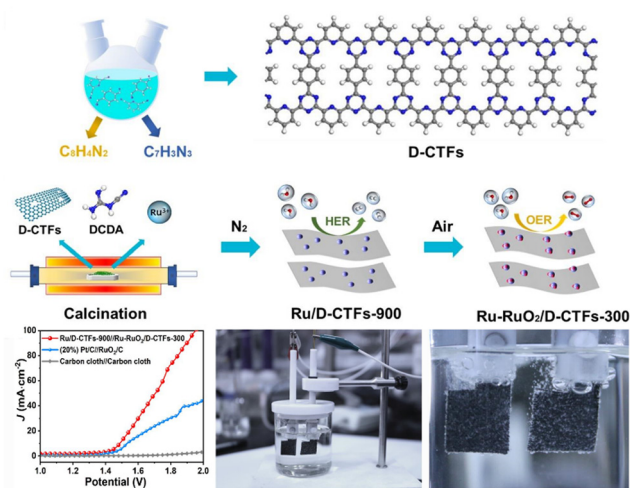 C₈H₄N₂
C₇H₃N₃
D-CTFs
D-CTFs
DCDA
Ru³⁺
N₂
HER
Air
OER
Calcination
Ru/D-CTFs-900
Ru-RuO₂/D-CTFs-300
Ru/D-CTFs-900//Ru-RuO₂/D-CTFs-300
(20%) Pt/C//RuO₂/C
Carbon cloth//Carbon cloth
J (mA·cm⁻²)
100
80
60
40
20
0
1.0 1.2 1.4 1.6 1.8 2.0
Potential (V)